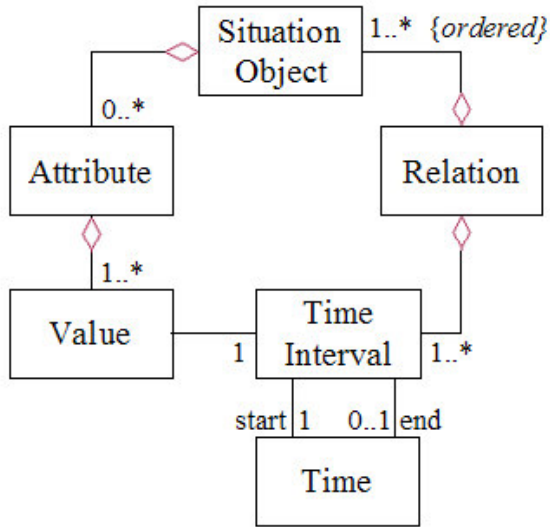 Situation
Object
1..* {ordered}
0..*
Attribute
Relation
1..*
Value
Time
Interval
1
1..*
start 1
0..1 end
Time